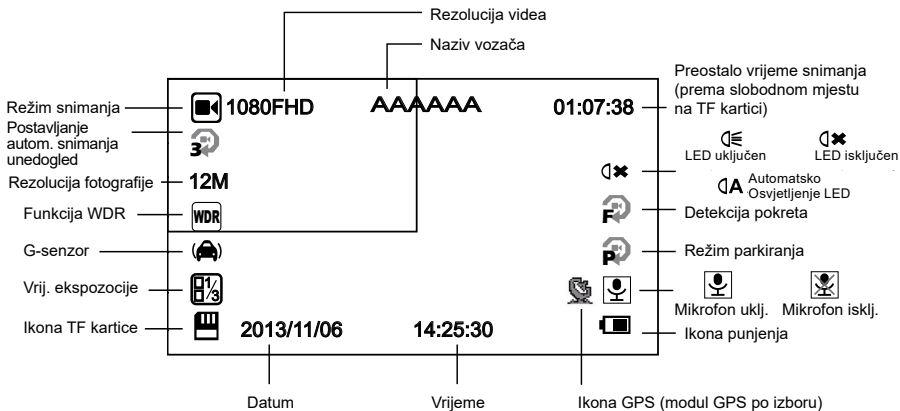 Rezolucija videa
Naziv vozača
Preostalo vrijeme snimanja
(prema slobodnom mjestu
na TF kartici)
Režim snimanja
1080FHD
AAAAAA
01:07:38
Postavljanje
autom. snimanja
unedogled
3
LED uključen
LED isključen
Rezolucija fotografije
12M
A
Automatsko
Osvjetljenje LED
Funkcija WDR
WDR
F
Detekcija pokreta
G-senzor
P
Režim parkiranja
Vrij. ekspozocije
1/3
Mikrofon uklj.
Mikrofon isklj.
Ikona TF kartice
2013/11/06
14:25:30
Ikona punjenja
Datum
Vrijeme
Ikona GPS (modul GPS po izboru)